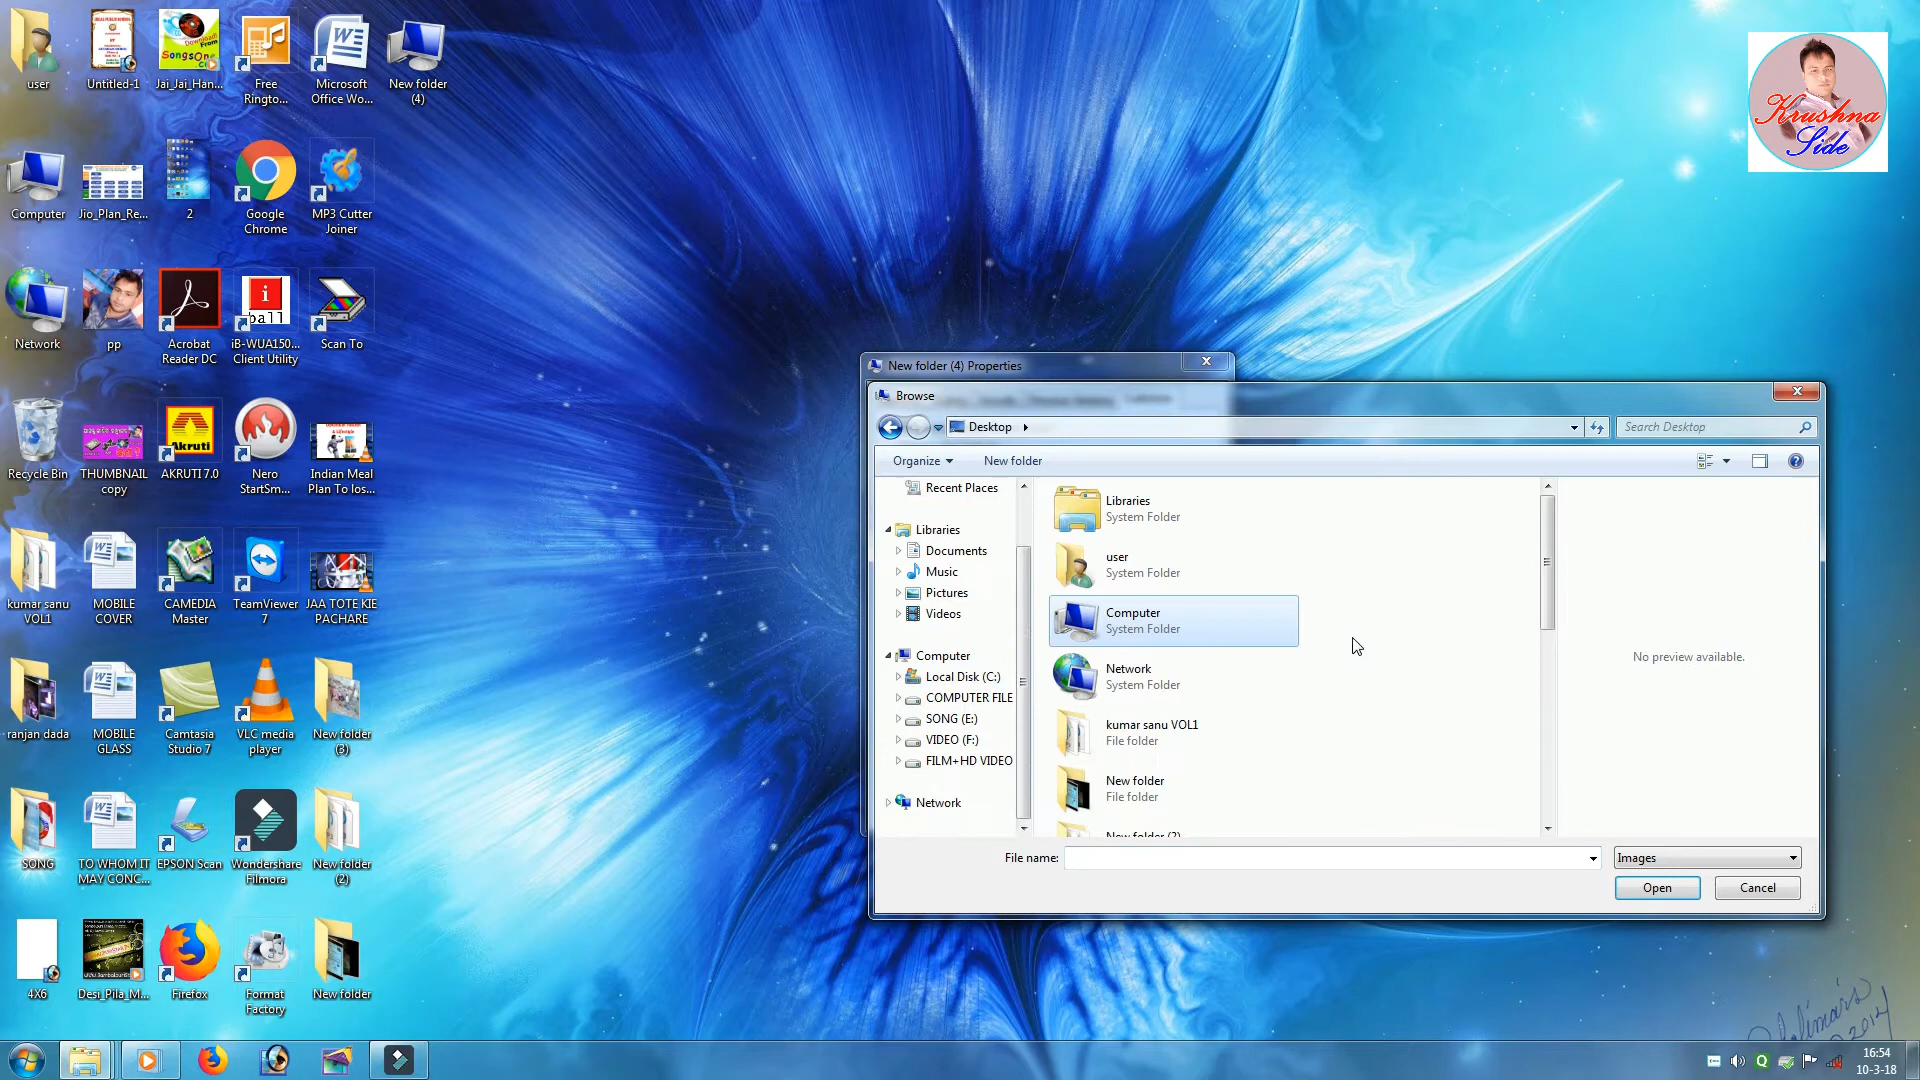 user
Untitled-1
Jai_Jai_Han...
Free
Ringto...
Microsoft
Office Wo...
New folder
(4)
Computer
Jio_Plan_Re...
2
Google
Chrome
MP3 Cutter
Joiner
Network
pp
Acrobat
Reader DC
iB-WUA150...
Client Utility
Scan To
Recycle Bin
THUMBNAIL
copy
AKRUTI 7.0
Nero
StartSm...
Indian Meal
Plan To los...
kumar sanu
VOL1
MOBILE
COVER
CAMEDIA
Master
TeamViewer
7
JAA TOTE KIE
PACHARE
ranjan dada
MOBILE
GLASS
Camtasia
Studio 7
VLC media
player
New folder
(3)
SONG
TO WHOM IT
MAY CONC...
EPSON Scan
Wondershare
Filmora
New folder
(2)
4X6
Desi_Pila_M...
Firefox
Format
Factory
New folder
Krushna
Side
New folder (4) Properties
Browse
Desktop
Search Desktop
Organize
New folder
Recent Places
Libraries
Documents
Music
Pictures
Videos
Computer
Local Disk (C:)
COMPUTER FILE
SONG (E:)
VIDEO (F:)
FILM+HD VIDEO
Network
Libraries
System Folder
user
System Folder
Computer
System Folder
Network
System Folder
kumar sanu VOL1
File folder
New folder
File folder
New folder (2)
No preview available.
File name:
Images
Open
Cancel
16:54
10-3-18